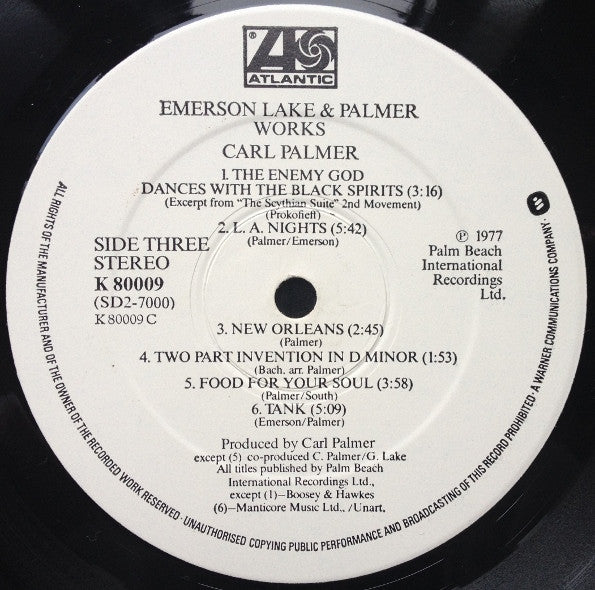 ATLANTIC
EMERSON LAKE & PALMER
WORKS
CARL PALMER
1. THE ENEMY GOD
DANCES WITH THE BLACK SPIRITS (3:16)
(Excerpt from "The Scythian Suite" 2nd Movement)
(Prokofieff)
2. L. A. NIGHTS (5:42)
(Palmer/Emerson)
SIDE THREE
STEREO
K 80009
(SD2-7000)
K 80009 C
℗ 1977
Palm Beach
International
Recordings
Ltd.
3. NEW ORLEANS (2:45)
(Palmer)
4. TWO PART INVENTION IN D MINOR (1:53)
(Bach. arr. Palmer)
5. FOOD FOR YOUR SOUL (3:58)
(Palmer/South)
6. TANK (5:09)
(Emerson/Palmer)
Produced by Carl Palmer
except (5) co-produced C. Palmer/G. Lake
All titles published by Palm Beach
International Recordings Ltd.,
except (1)–Boosey & Hawkes
(6)–Manticore Music Ltd., /Unart.
ALL RIGHTS OF THE MANUFACTURER AND OF THE OWNER OF THE RECORDED WORK RESERVED · UNAUTHORISED COPYING PUBLIC PERFORMANCE AND BROADCASTING OF THIS RECORD PROHIBITED · A WARNER COMMUNICATIONS COMPANY ·